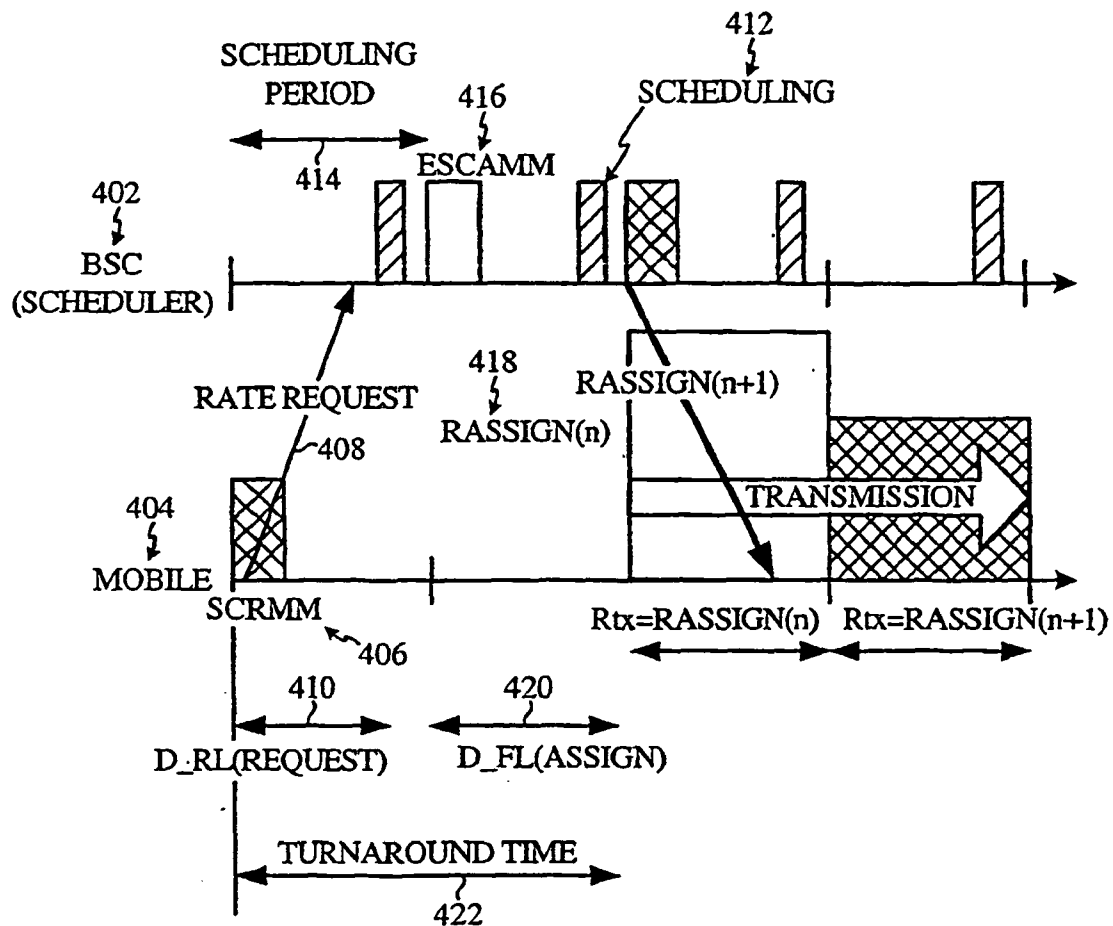 412
SCHEDULING
PERIOD
416
SCHEDULING
414
ESCAMM
402
BSC
(SCHEDULER)
418
RASSIGN(n+1)
RATE REQUEST
RASSIGN(n)
408
404
TRANSMISSION
MOBILE
SCRMM
406
Rtx=RASSIGN(n)
Rtx=RASSIGN(n+1)
410
420
D_RL(REQUEST)
D_FL(ASSIGN)
TURNAROUND TIME
422